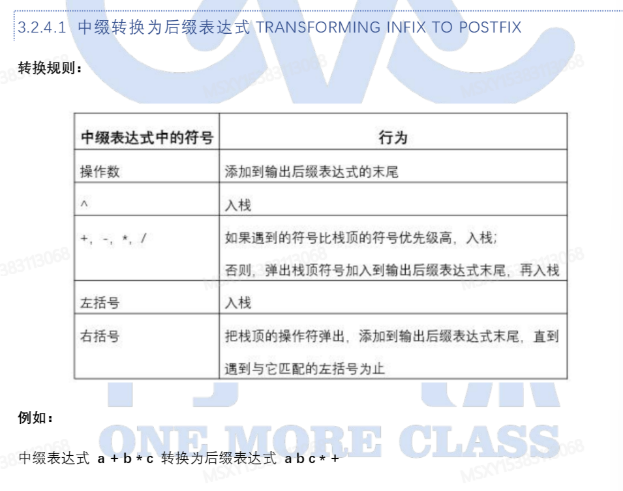 3.2.4.1 中缀转换为后缀表达式 TRANSFORMING INFIX TO POSTFIX
转换规则：
中缀表达式中的符号 行为
操作数 添加到输出后缀表达式的末尾
^ 入栈
+, -, *, / 如果遇到的符号比栈顶的符号优先级高，入栈;
否则，弹出栈顶符号加入到输出后缀表达式末尾，再入栈
左括号 入栈
右括号 把栈顶的操作符弹出，添加到输出后缀表达式末尾，直到
遇到与它匹配的左括号为止
例如：
ONE MORE CLASS
中缀表达式 a + b * c 转换为后缀表达式 a b c * +